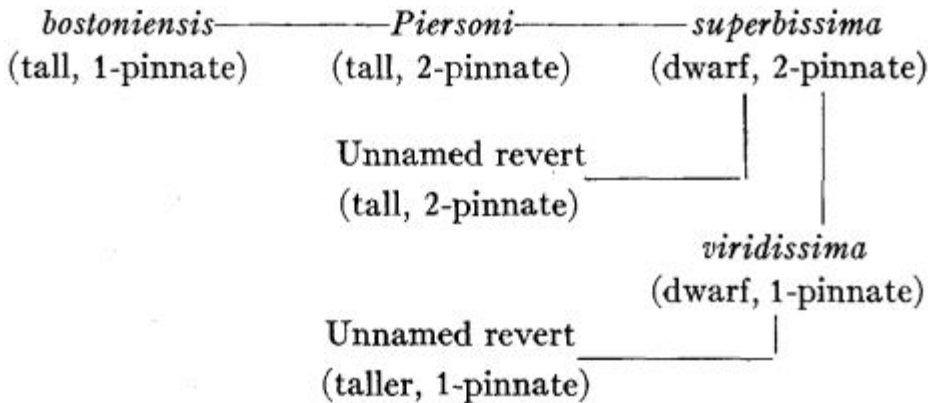 bostoniensis Piersoni superbissima
(tall, 1-pinnate) (tall, 2-pinnate) (dwarf, 2-pinnate)
Unnamed revert
(tall, 2-pinnate)
viridissima
(dwarf, 1-pinnate)
Unnamed revert
(taller, 1-pinnate)